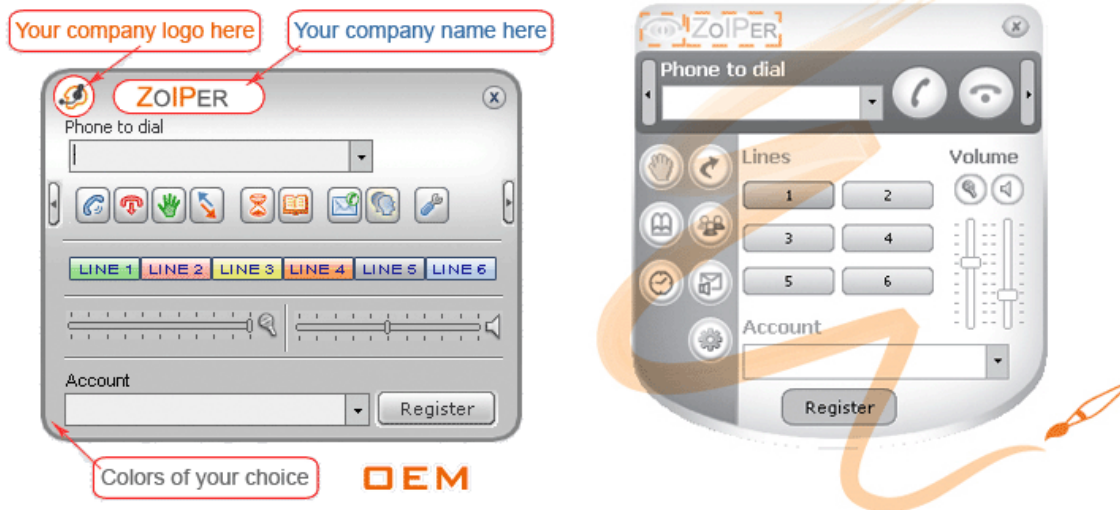 Your company logo here
Your company name here
ZOIPER
Phone to dial
LINE 1 LINE 2 LINE 3 LINE 4 LINE 5 LINE 6
Account
Register
Colors of your choice
OEM
ZOIPER
Phone to dial
Lines
Volume
1 2
3 4
5 6
Account
Register